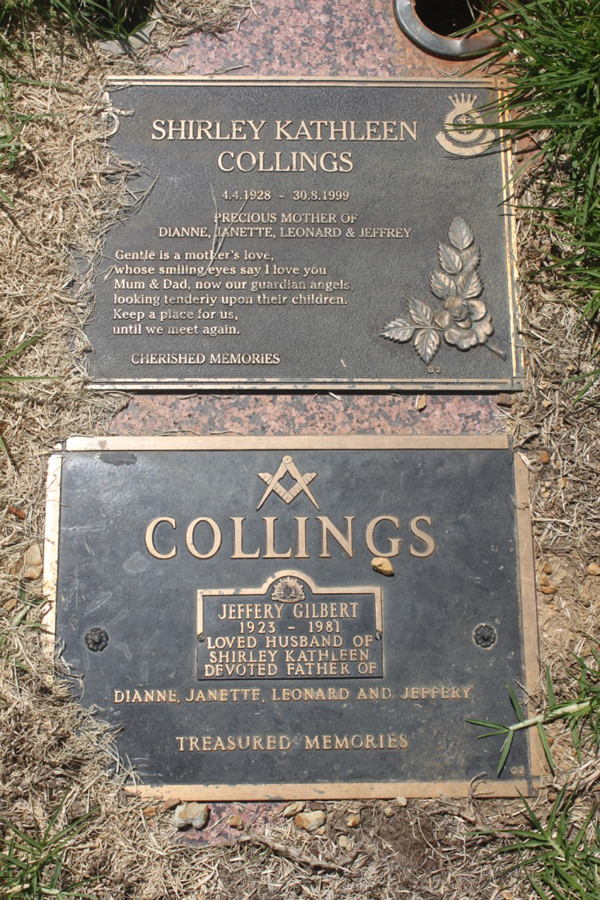 SHIRLEY KATHLEEN
COLLINGS
4.4.1928 - 30.8.1999
PRECIOUS MOTHER OF
DIANNE, JANETTE, LEONARD & JEFFREY
Gentle is a mother's love,
whose smiling eyes say I love you
Mum & Dad, now our guardian angels,
looking tenderly upon their children.
Keep a place for us,
until we meet again.
CHERISHED MEMORIES
G2
COLLINGS
JEFFERY GILBERT
1923 - 1981
LOVED HUSBAND OF
SHIRLEY KATHLEEN
DEVOTED FATHER OF
DIANNE, JANETTE, LEONARD AND JEFFERY
TREASURED MEMORIES
G2